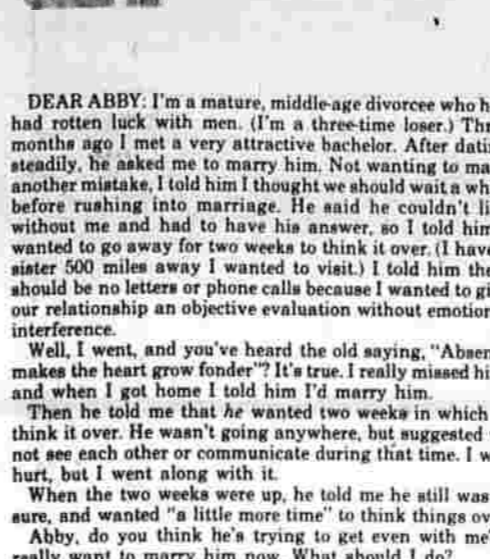 DEAR ABBY: I'm a mature, middle-age divorcee who h
had rotten luck with men. (I'm a three-time loser.) Thr
months ago I met a very attractive bachelor. After dati
steadily, he asked me to marry him. Not wanting to ma
another mistake, I told him I thought we should wait a wh
before rushing into marriage. He said he couldn't li
without me and had to have his answer, so I told him
wanted to go away for two weeks to think it over. (I have
sister 500 miles away I wanted to visit.) I told him the
should be no letters or phone calls because I wanted to gi
our relationship an objective evaluation without emotion
interference.
Well, I went, and you've heard the old saying, "Absen
makes the heart grow fonder"? It's true. I really missed hi
and when I got home I told him I'd marry him.
Then he told me that he wanted two weeks in which
think it over. He wasn't going anywhere, but suggested
not see each other or communicate during that time. I w
hurt, but I went along with it.
When the two weeks were up, he told me he still was
sure, and wanted "a little more time" to think things ov
Abby, do you think he's trying to get even with me
really want to marry him now. What should I do?